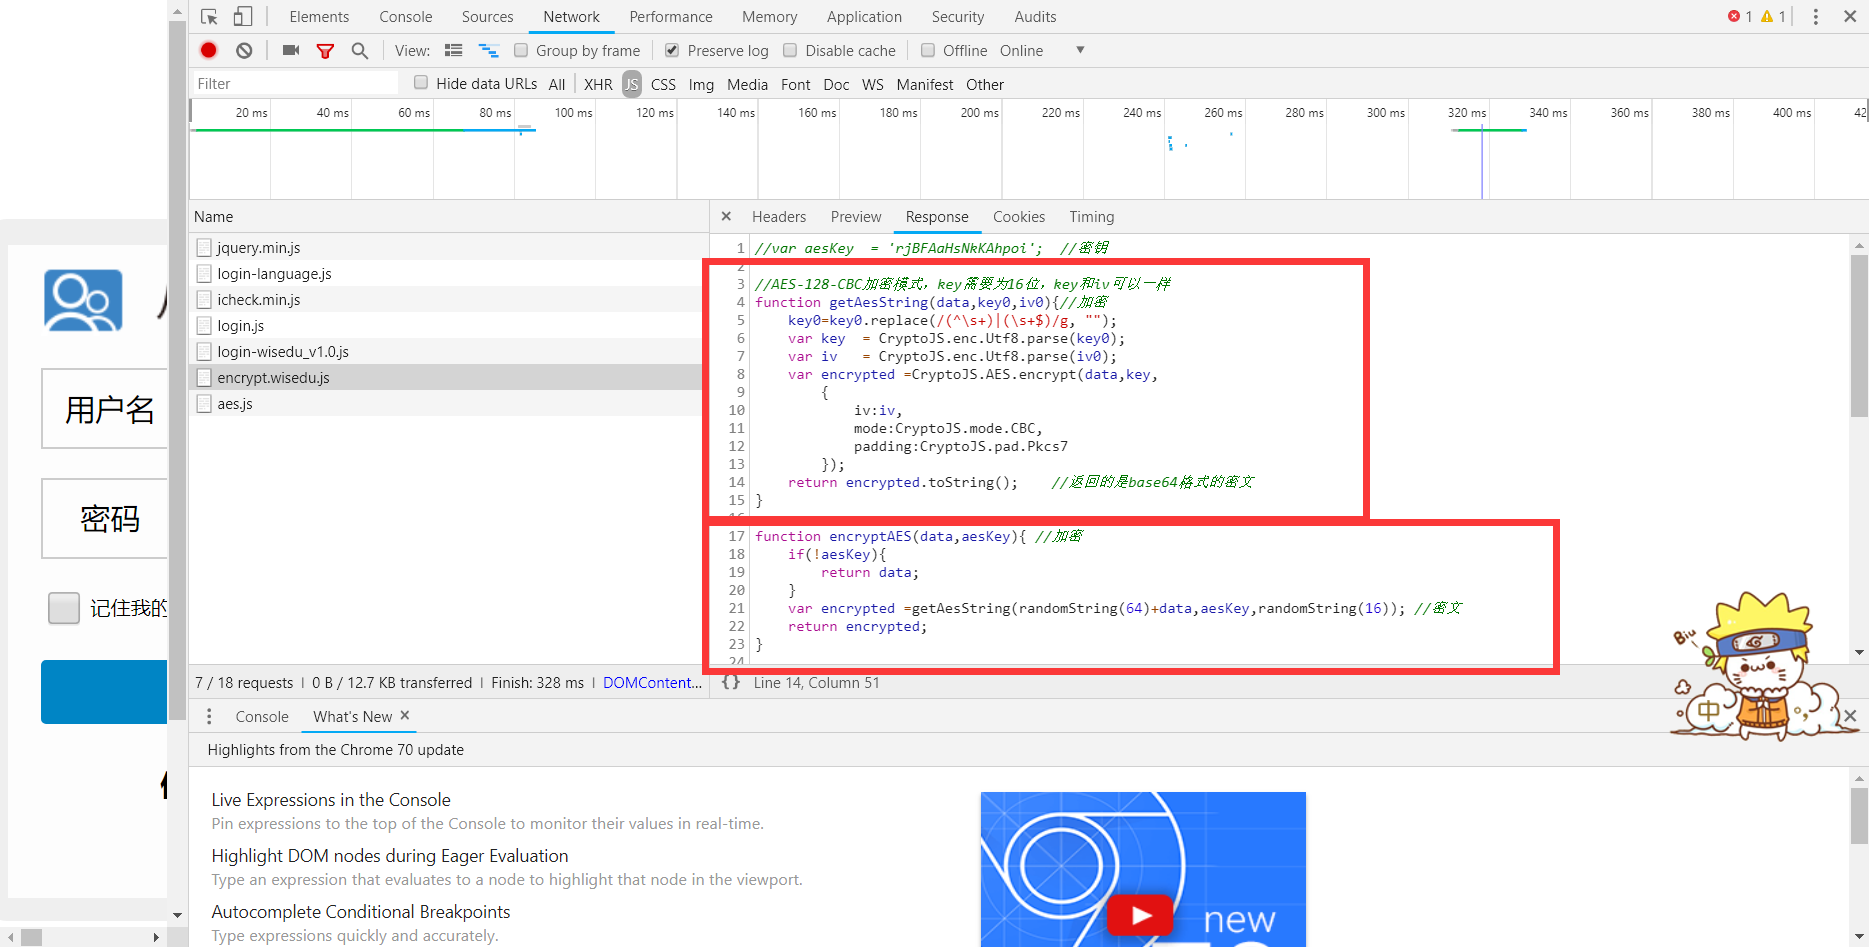 Elements Console Sources Network Performance Memory Application Security Audits 1 1
View: Group by frame Preserve log Disable cache Offline Online
Filter Hide data URLs All XHR JS CSS Img Media Font Doc WS Manifest Other
20 ms 40 ms 60 ms 80 ms 100 ms 120 ms 140 ms 160 ms 180 ms 200 ms 220 ms 240 ms 260 ms 280 ms 300 ms 320 ms 340 ms 360 ms 380 ms 400 ms 42
用户名
密码
记住我的
Name
jquery.min.js
login-language.js
icheck.min.js
login.js
login-wisedu_v1.0.js
encrypt.wisedu.js
aes.js
Headers Preview Response Cookies Timing
1 //var aesKey = 'rjBFAaHsNkKAhpoi'; //密钥
2
3 //AES-128-CBC加密模式，key需要为16位，key和iv可以一样
4 function getAesString(data,key0,iv0){//加密
5 key0=key0.replace(/(^\s+)|(\s+$)/g, "");
6 var key = CryptoJS.enc.Utf8.parse(key0);
7 var iv = CryptoJS.enc.Utf8.parse(iv0);
8 var encrypted =CryptoJS.AES.encrypt(data,key,
9 {
10 iv:iv,
11 mode:CryptoJS.mode.CBC,
12 padding:CryptoJS.pad.Pkcs7
13 });
14 return encrypted.toString(); //返回的是base64格式的密文
15 }
16
17 function encryptAES(data,aesKey){ //加密
18 if(!aesKey){
19 return data;
20 }
21 var encrypted =getAesString(randomString(64)+data,aesKey,randomString(16)); //密文
22 return encrypted;
23 }
24
7 / 18 requests | 0 B / 12.7 KB transferred | Finish: 328 ms | DOMContent...
{} Line 14, Column 51
Biu
中
Console What's New
Highlights from the Chrome 70 update
Live Expressions in the Console
Pin expressions to the top of the Console to monitor their values in real-time.
Highlight DOM nodes during Eager Evaluation
Type an expression that evaluates to a node to highlight that node in the viewport.
Autocomplete Conditional Breakpoints
Type expressions quickly and accurately.
new